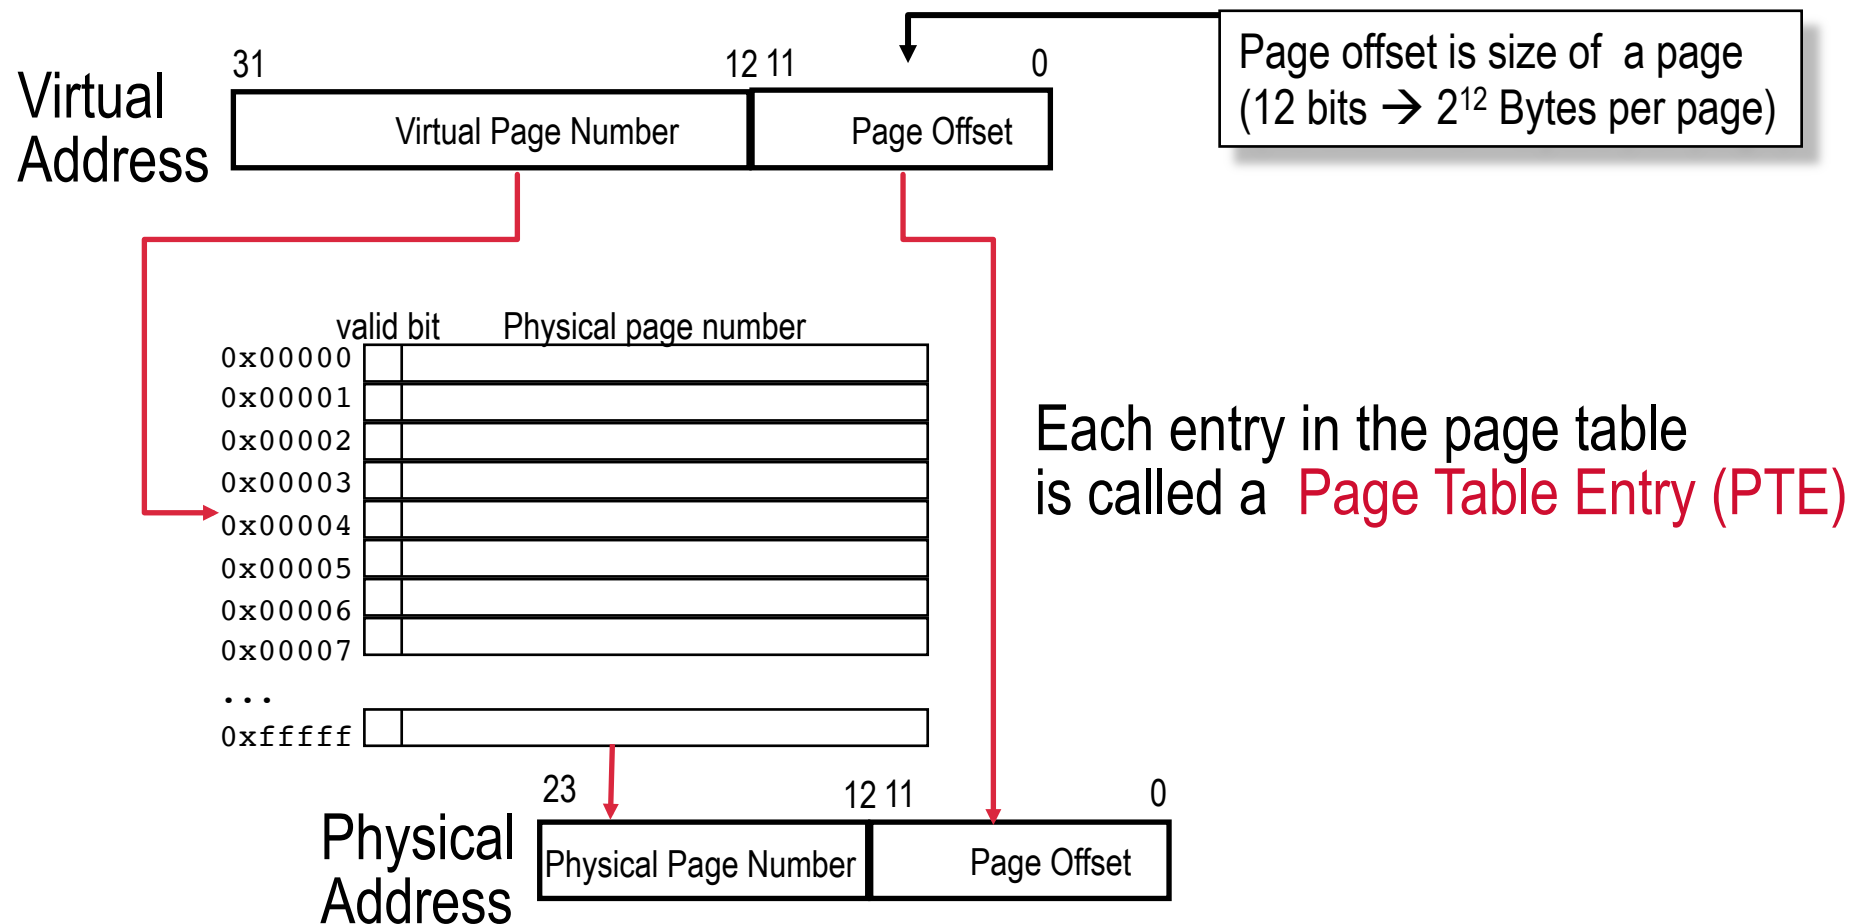 Page offset is size of a page
(12 bits → 2¹² Bytes per page)
31 12 11 0
Virtual
Address
Virtual Page Number Page Offset
valid bit Physical page number
0x00000
0x00001
0x00002
0x00003
0x00004
0x00005
0x00006
0x00007
...
0xfffff
Each entry in the page table
is called a Page Table Entry (PTE)
23 12 11 0
Physical
Address
Physical Page Number Page Offset